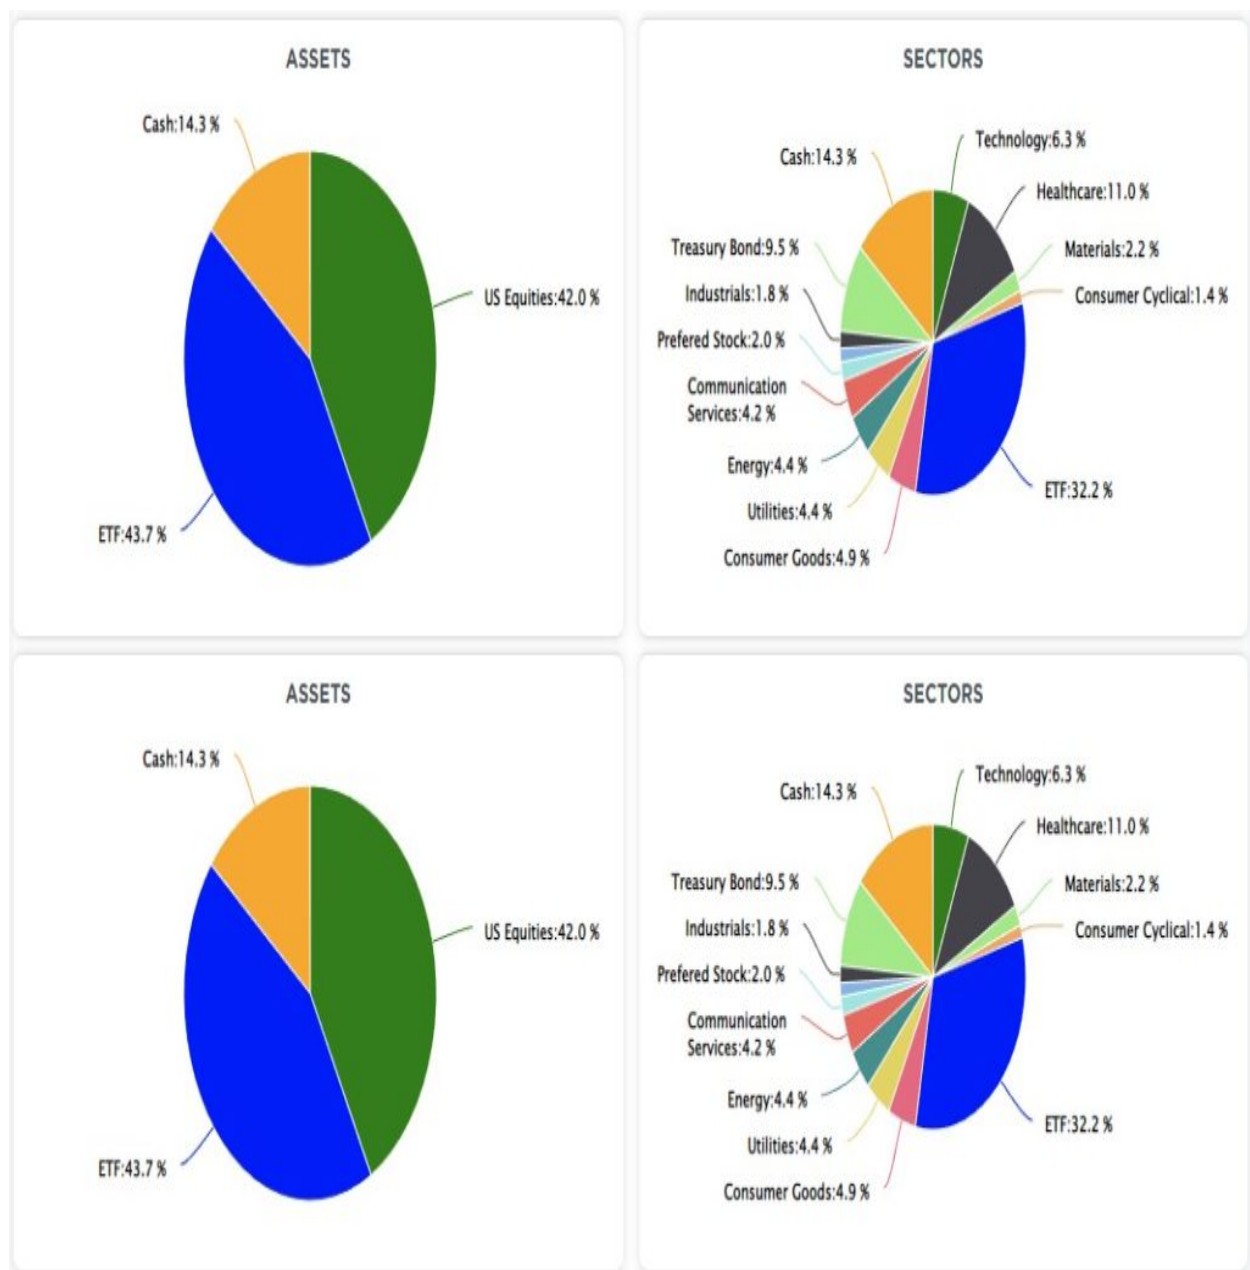 ASSETS
Cash:14.3 %
US Equities:42.0 %
ETF:43.7 %
SECTORS
Technology:6.3 %
Cash:14.3 %
Healthcare:11.0 %
Treasury Bond:9.5 %
Materials:2.2 %
Industrials:1.8 %
Consumer Cyclical:1.4 %
Prefered Stock:2.0 %
Communication
Services:4.2 %
Energy:4.4 %
ETF:32.2 %
Utilities:4.4 %
Consumer Goods:4.9 %
ASSETS
Cash:14.3 %
US Equities:42.0 %
ETF:43.7 %
SECTORS
Technology:6.3 %
Cash:14.3 %
Healthcare:11.0 %
Treasury Bond:9.5 %
Materials:2.2 %
Industrials:1.8 %
Consumer Cyclical:1.4 %
Prefered Stock:2.0 %
Communication
Services:4.2 %
Energy:4.4 %
ETF:32.2 %
Utilities:4.4 %
Consumer Goods:4.9 %